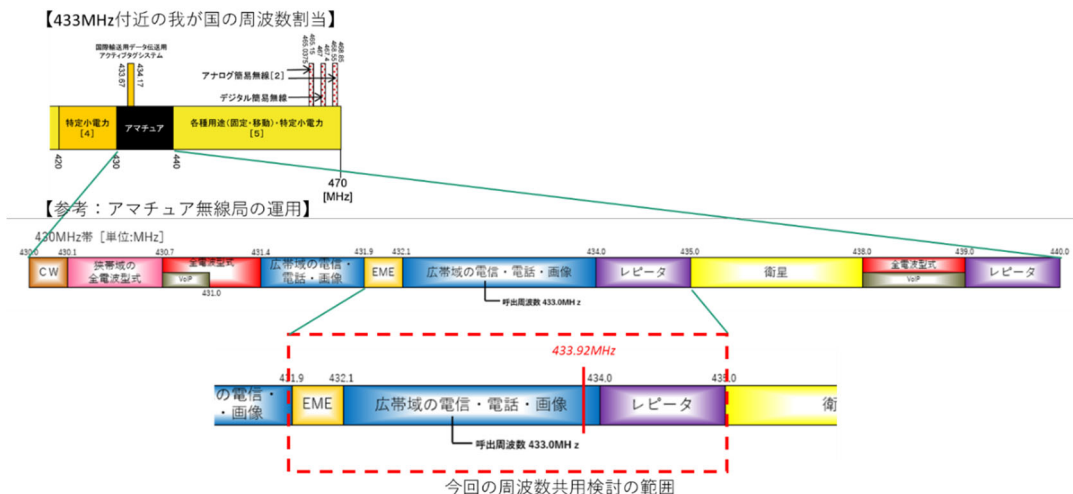 【433MHz付近の我が国の周波数割当】
国際輸送用データ伝送用
アクティブタグシステム
433.67
434.17
465.0375
465.15
467
467.4
468.55
468.85
アナログ簡易無線[2]
デジタル簡易無線
特定小電力
[4]
アマチュア
各種用途(固定・移動)・特定小電力
[5]
420
430
440
470
[MHz]
【参考：アマチュア無線局の運用】
430MHz帯 [単位:MHz]
430.0
430.1
430.7
431.4
431.9
432.1
434.0
435.0
438.0
439.0
440.0
CW
狭帯域の
全電波型式
全電波型式
VoIP
431.0
広帯域の電信・
電話・画像
EME
広帯域の電信・電話・画像
レピータ
衛星
全電波型式
VoIP
レピータ
呼出周波数 433.0MHz
433.92MHz
431.9
432.1
434.0
435.0
の電信・
・画像
EME
広帯域の電信・電話・画像
レピータ
衛
呼出周波数 433.0MHz
今回の周波数共用検討の範囲